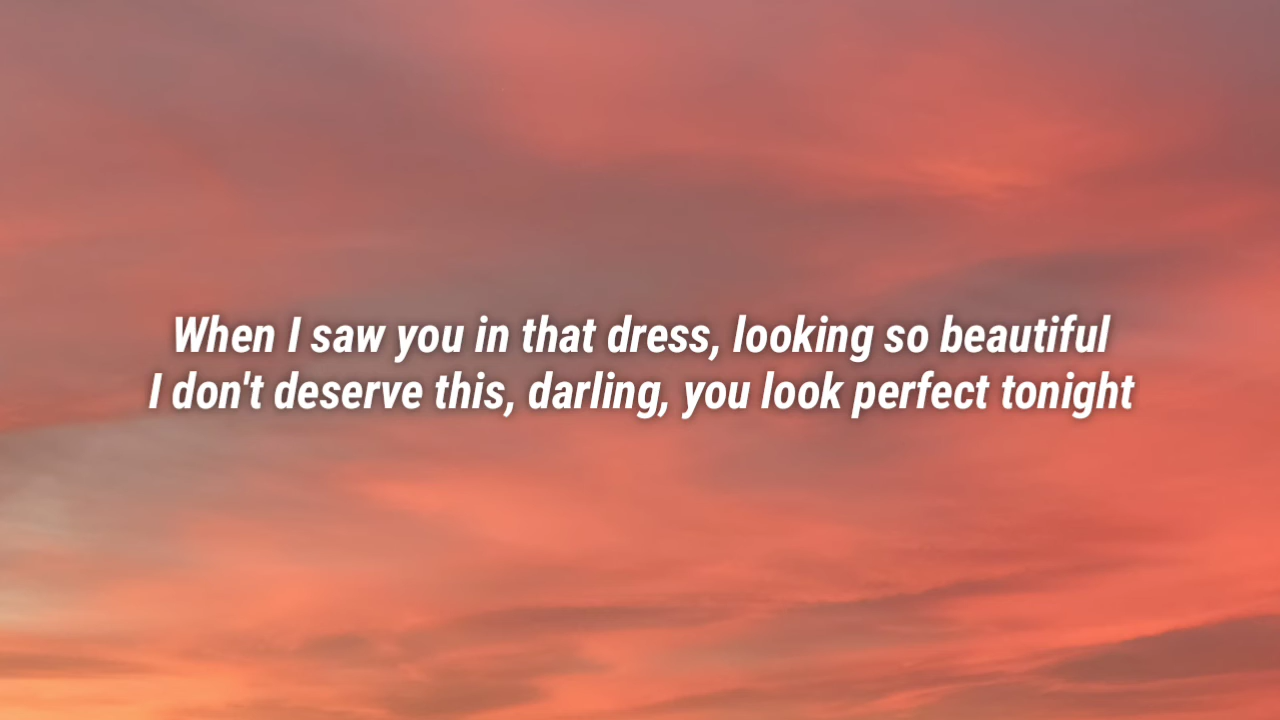 When I saw you in that dress, looking so beautiful
I don't deserve this, darling, you look perfect tonight